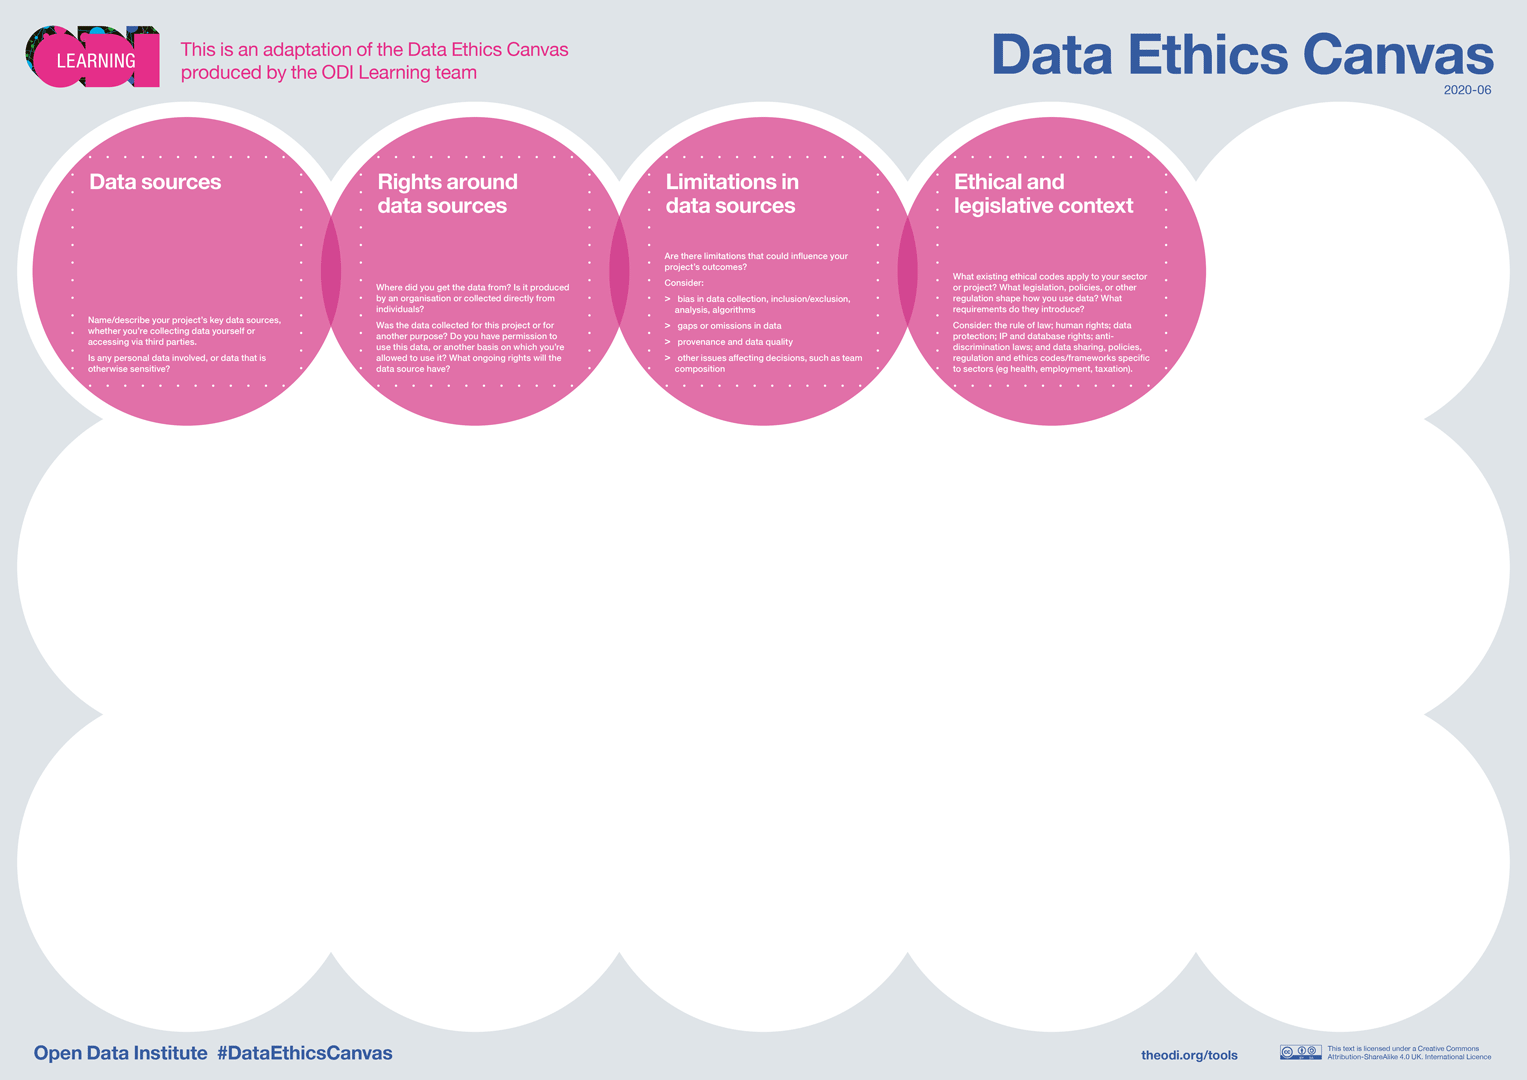 LEARNING
This is an adaptation of the Data Ethics Canvas
produced by the ODI Learning team
Data Ethics Canvas
2020-06
Data sources
Name/describe your project's key data sources,
whether you're collecting data yourself or
accessing via third parties.
Is any personal data involved, or data that is
otherwise sensitive?
Rights around
data sources
Where did you get the data from? Is it produced
by an organisation or collected directly from
individuals?
Was the data collected for this project or for
another purpose? Do you have permission to
use this data, or another basis on which you're
allowed to use it? What ongoing rights will the
data source have?
Limitations in
data sources
Are there limitations that could influence your
project's outcomes?
Consider:
> bias in data collection, inclusion/exclusion,
analysis, algorithms
> gaps or omissions in data
> provenance and data quality
> other issues affecting decisions, such as team
composition
Ethical and
legislative context
What existing ethical codes apply to your sector
or project? What legislation, policies, or other
regulation shape how you use data? What
requirements do they introduce?
Consider: the rule of law; human rights; data
protection; IP and database rights; anti-
discrimination laws; and data sharing, policies,
regulation and ethics codes/frameworks specific
to sectors (eg health, employment, taxation).
Open Data Institute #DataEthicsCanvas
theodi.org/tools
This text is licensed under a Creative Commons
Attribution-ShareAlike 4.0 UK. International Licence